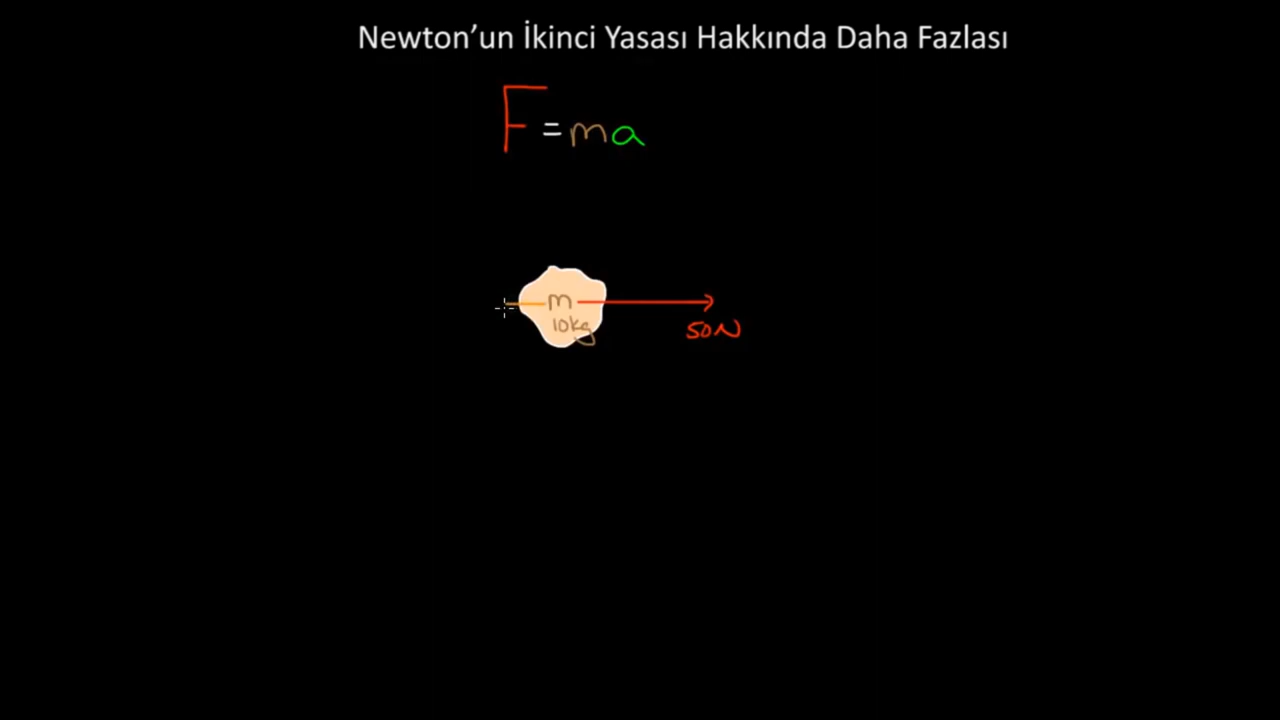 Newton’un İkinci Yasası Hakkında Daha Fazlası
F = ma
m
10kg
50N